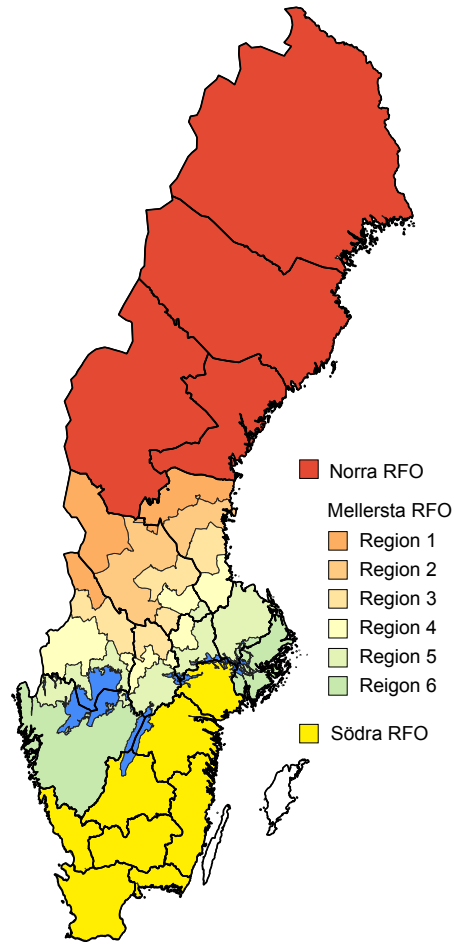 Norra RFO
Mellersta RFO
Region 1
Region 2
Region 3
Region 4
Region 5
Reigon 6
Södra RFO